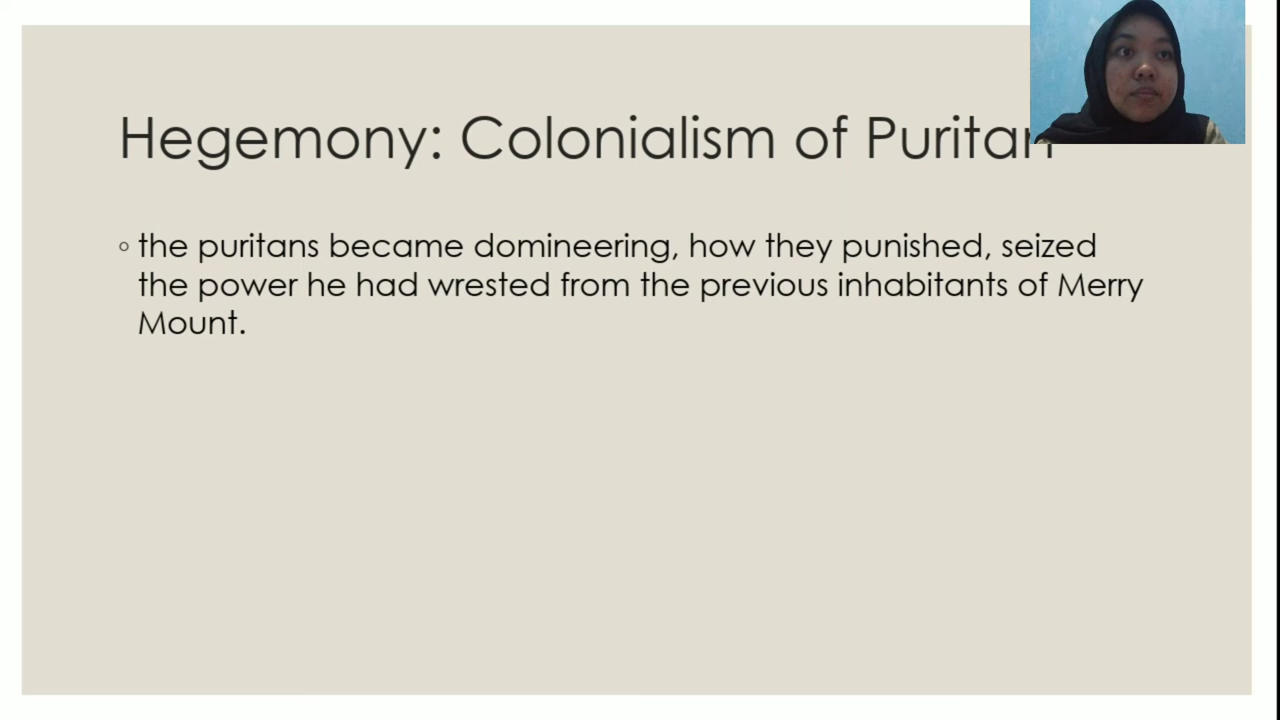 Hegemony: Colonialism of Puritan
◦ the puritans became domineering, how they punished, seized
the power he had wrested from the previous inhabitants of Merry
Mount.